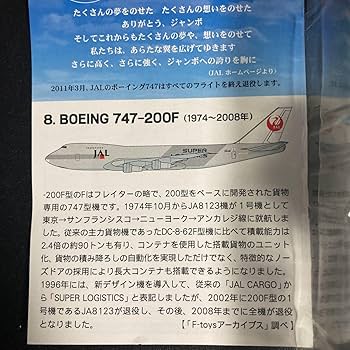 たくさんの夢をのせた たくさんの想いをのせた
ありがとう、ジャンボ
そしてこれからもたくさんの夢や、想いをのせて
私たちは、あらたな翼を広げてゆきます
さらに高く、さらに強く、ジャンボへの誇りを胸に
(JAL ホームページより)
2011年3月、JALのボーイング747はすべてのフライトを終え退役します。
8. BOEING 747-200F (1974〜2008年)
JAL
SUPER
LOGISTICS
-200F型のFはフレイターの略で、200型をベースに開発された貨物
専用の747型機です。1974年10月からJA8123機が1号機として
東京→サンフランシスコ→ニューヨーク→アンカレジ線に就航しまし
た。従来の主力貨物機であったDC-8-62F型機に比べて積載能力は
2.4倍の約90トンも有り、コンテナを使用した搭載貨物のユニット
化、貨物の積み降ろしの自動化を実現しただけでなく、特徴的なノー
ズドアの採用により長大コンテナも搭載できるようになりました。
1996年には、新デザイン機を導入して、従来の「JAL CARGO」か
ら「SUPER LOGISTICS」と表記しましたが、2002年に200F型の1
号機であるJA8123が退役し、その後、2008年までに全機が退役
となりました。
【「F-toysアーカイブス」調べ】